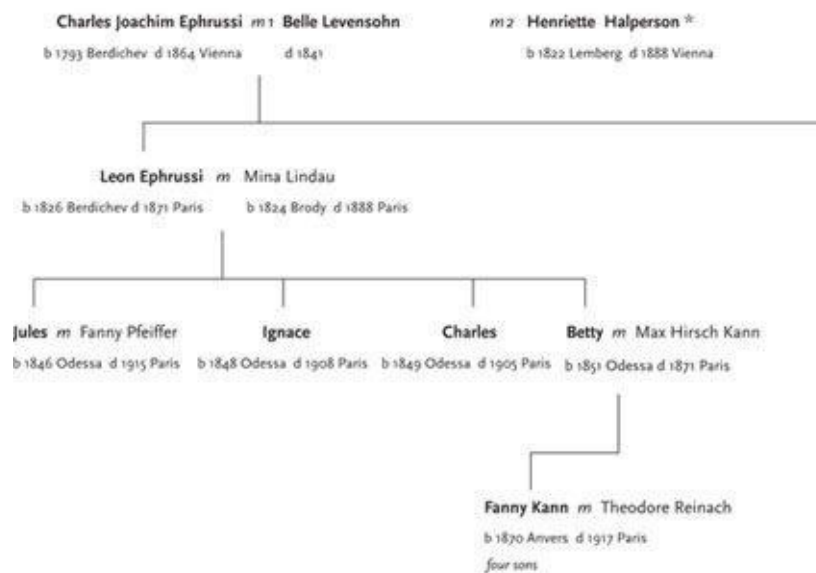 Charles Joachim Ephrussi m1 Belle Levensohn m2 Henriette Halperson *
b 1793 Berdichev d 1864 Vienna d 1841 b 1822 Lemberg d 1888 Vienna
Leon Ephrussi m Mina Lindau
b 1826 Berdichev d 1871 Paris b 1824 Brody d 1888 Paris
Jules m Fanny Pfeiffer Ignace Charles Betty m Max Hirsch Kann
b 1846 Odessa d 1915 Paris b 1848 Odessa d 1908 Paris b 1849 Odessa d 1905 Paris b 1851 Odessa d 1871 Paris
Fanny Kann m Theodore Reinach
b 1870 Anvers d 1917 Paris
four sons